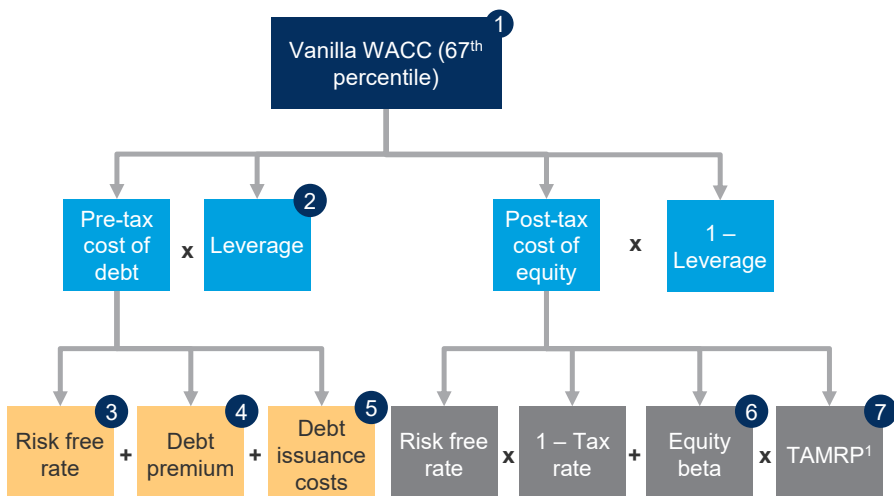 1
Vanilla WACC (67th
percentile)
2
Pre-tax
cost of
debt
x
Leverage
Post-tax
cost of
equity
x
1 –
Leverage
3
Risk free
rate
+
4
Debt
premium
+
5
Debt
issuance
costs
Risk free
rate
x
1 – Tax
rate
+
6
Equity
beta
x
7
TAMRP1